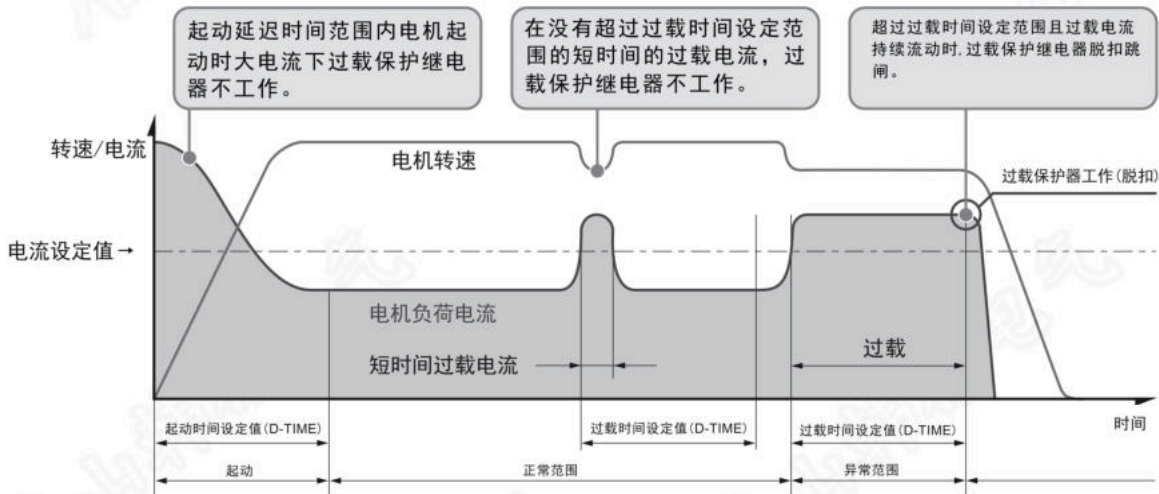 起动延迟时间范围内电机起
动时大电流下过载保护继电
器不工作。
在没有超过过载时间设定范
围的短时间的过载电流，过
载保护继电器不工作。
超过过载时间设定范围且过载电流
持续流动时,过载保护继电器脱扣跳
闸。
转速/电流
电机转速
过载保护器工作(脱扣)
电流设定值→
电机负荷电流
短时间过载电流
过载
时间
起动时间设定值(D-TIME)
过载时间设定值(D-TIME)
过载时间设定值(D-TIME)
起动
正常范围
异常范围